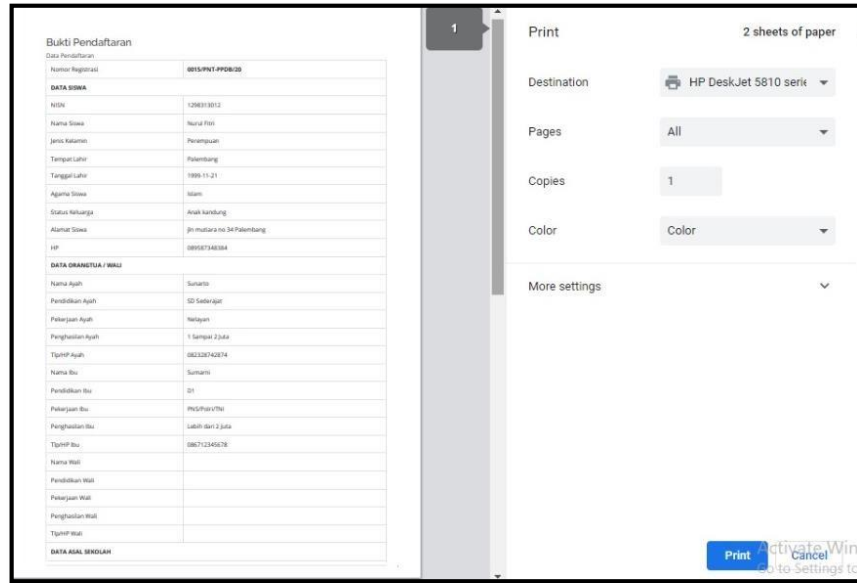 Bukti Pendaftaran
Data Pendaftaran
Nomor Registrasi 0015/PNT-PPDB/20
DATA SISWA
NISN 1298313012
Nama Siswa Nurul Fitri
Jenis Kelamin Perempuan
Tempat Lahir Palembang
Tanggal Lahir 1999-11-21
Agama Siswa Islam
Status Keluarga Anak kandung
Alamat Siswa jln mutiara no 34 Palembang
HP 089587348384
DATA ORANGTUA / WALI
Nama Ayah Sunarto
Pendidikan Ayah SD Sederajat
Pekerjaan Ayah Nelayan
Penghasilan Ayah 1 Sampai 2 Juta
Tlp/HP Ayah 082328742874
Nama Ibu Sumarni
Pendidikan Ibu D1
Pekerjaan Ibu PNS/Polri/TNI
Penghasilan Ibu Lebih dari 2 Juta
Tlp/HP Ibu 086712345678
Nama Wali
Pendidikan Wali
Pekerjaan Wali
Penghasilan Wali
Tlp/HP Wali
DATA ASAL SEKOLAH
1
Print 2 sheets of paper
Destination HP DeskJet 5810 serie
Pages All
Copies 1
Color Color
More settings
Print Cancel
Activate Win
Go to Settings to